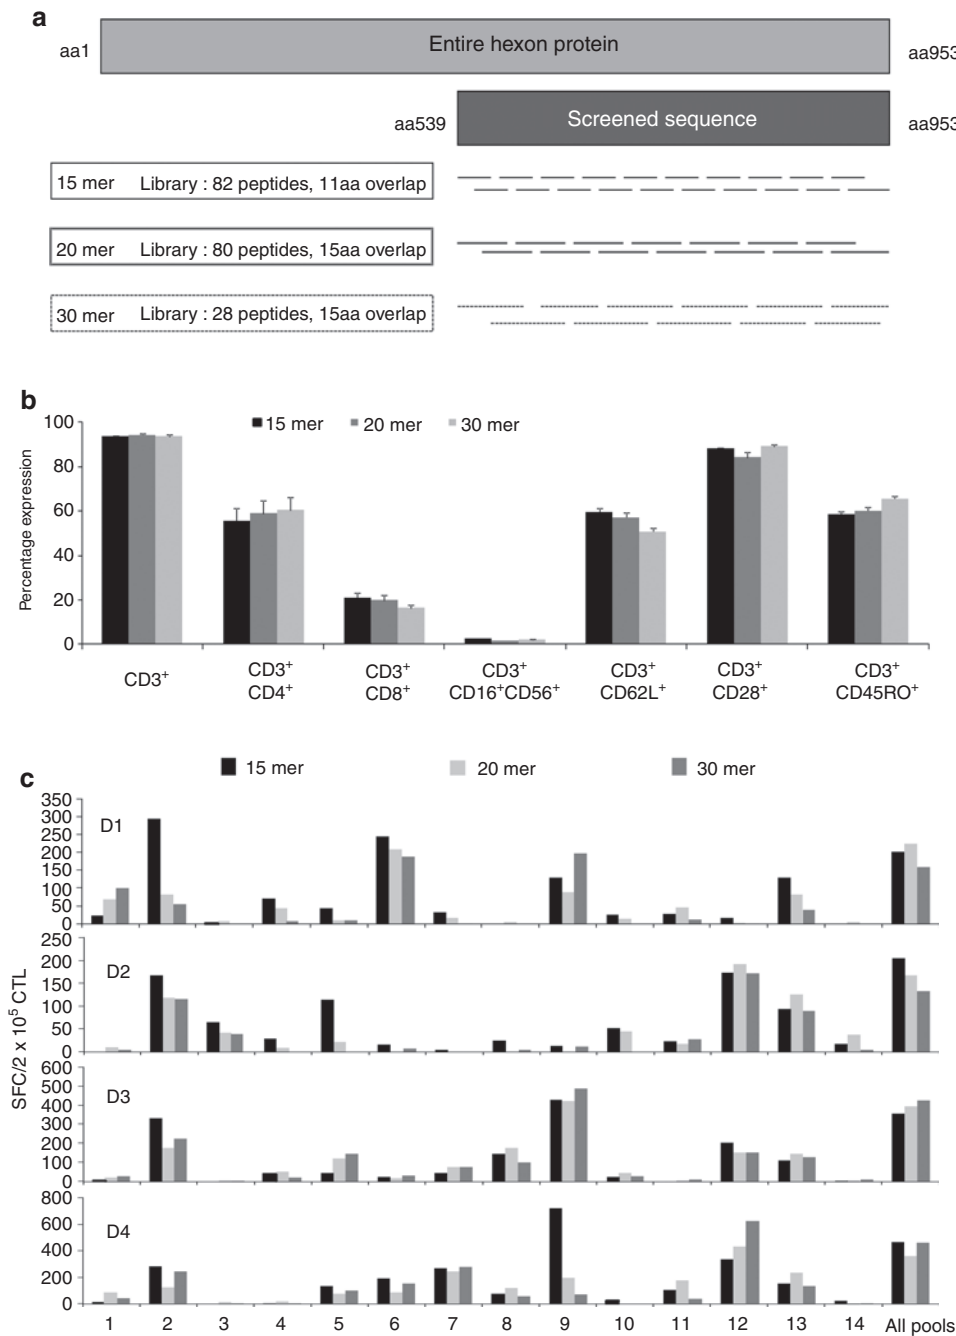 a
Entire hexon protein
aa1
aa953
Screened sequence
aa539
aa953
15 mer Library : 82 peptides, 11aa overlap
20 mer Library : 80 peptides, 15aa overlap
30 mer Library : 28 peptides, 15aa overlap
b
15 mer 20 mer 30 mer
Percentage expression
100
80
60
40
20
0
CD3⁺
CD3⁺ CD4⁺
CD3⁺ CD8⁺
CD3⁺ CD16⁺CD56⁺
CD3⁺ CD62L⁺
CD3⁺ CD28⁺
CD3⁺ CD45RO⁺
c
15 mer 20 mer 30 mer
SFC/2 x 10⁵ CTL
D1
350
300
250
200
150
100
50
0
D2
250
200
150
100
50
0
D3
600
500
400
300
200
100
0
D4
800
600
400
200
0
1 2 3 4 5 6 7 8 9 10 11 12 13 14 All pools